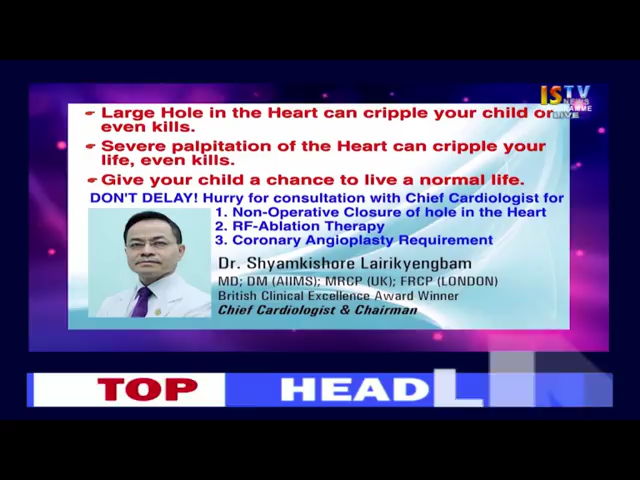 ISTV
NEWS
LIVE
Large Hole in the Heart can cripple your child or
even kills.
Severe palpitation of the Heart can cripple your
life, even kills.
Give your child a chance to live a normal life.
DON'T DELAY! Hurry for consultation with Chief Cardiologist for
1. Non-Operative Closure of hole in the Heart
2. RF-Ablation Therapy
3. Coronary Angioplasty Requirement
Dr. Shyamkishore Lairikyengbam
MD; DM (AIIMS); MRCP (UK); FRCP (LONDON)
British Clinical Excellence Award Winner
Chief Cardiologist & Chairman
TOP HEADL